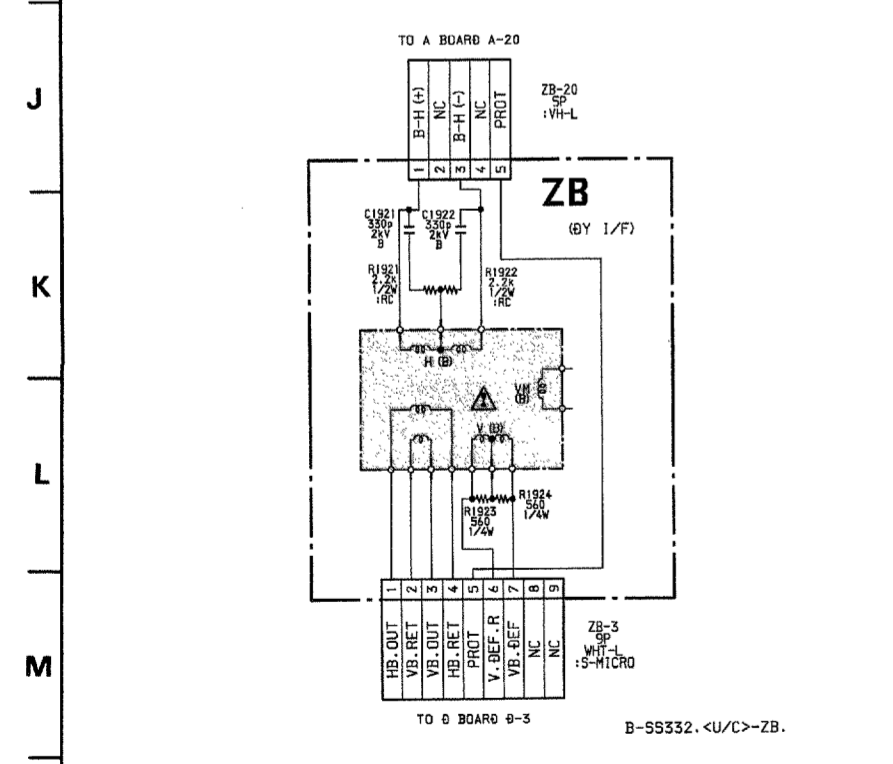 TO A BOARD A-20
J
B-H (+)
NC
B-H (-)
NC
PROT
ZB-20
5P
:VH-L
1
2
3
4
5
ZB
(DY I/F)
C1921
330p
2kV
B
C1922
330p
2kV
B
K
R1921
2.2k
1/2W
:RC
R1922
2.2k
1/2W
:RC
H (B)
VM
(B)
V (B)
L
R1923
560
1/4W
R1924
560
1/4W
1
2
3
4
5
6
7
8
9
HB.OUT
VB.RET
VB.OUT
HB.RET
PROT
V.DEF.R
VB.DEF
NC
NC
ZB-3
9P
WHT-L
:S-MICRO
M
TO D BOARD D-3
B-SS332.<U/C>-ZB.